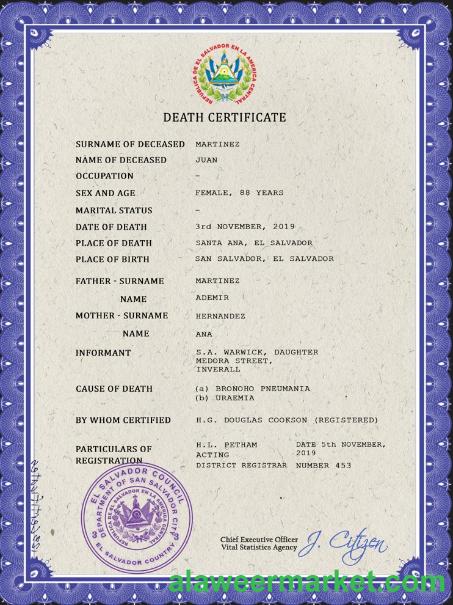 REPUBLICA DE EL SALVADOR EN LA AMERICA CENTRAL
DEATH CERTIFICATE
SURNAME OF DECEASED MARTINEZ
NAME OF DECEASED JUAN
OCCUPATION -
SEX AND AGE FEMALE, 88 YEARS
MARITAL STATUS -
DATE OF DEATH 3rd NOVEMBER, 2019
PLACE OF DEATH SANTA ANA, EL SALVADOR
PLACE OF BIRTH SAN SALVADOR, EL SALVADOR
FATHER - SURNAME MARTINEZ
NAME ADEMIR
MOTHER - SURNAME HERNANDEZ
NAME ANA
INFORMANT S.A. WARWICK, DAUGHTER
MEDORA STREET,
INVERALL
CAUSE OF DEATH (a) BRONOHO PNEUMANIA
(b) URAEMIA
BY WHOM CERTIFIED H.G. DOUGLAS COOKSON (REGISTERED)
PARTICULARS OF REGISTRATION
H.L. PETHAM
ACTING
DISTRICT REGISTRAR
DATE 5th NOVEMBER,
2019
NUMBER 453
EL SALVADOR COUNCIL
DEPARTMENT OF SAN SALVADOR CITY
EL SALVADOR COUNTRY
Chief Executive Officer
Vital Statistics Agency
J. Citizen
alaweermarket.com